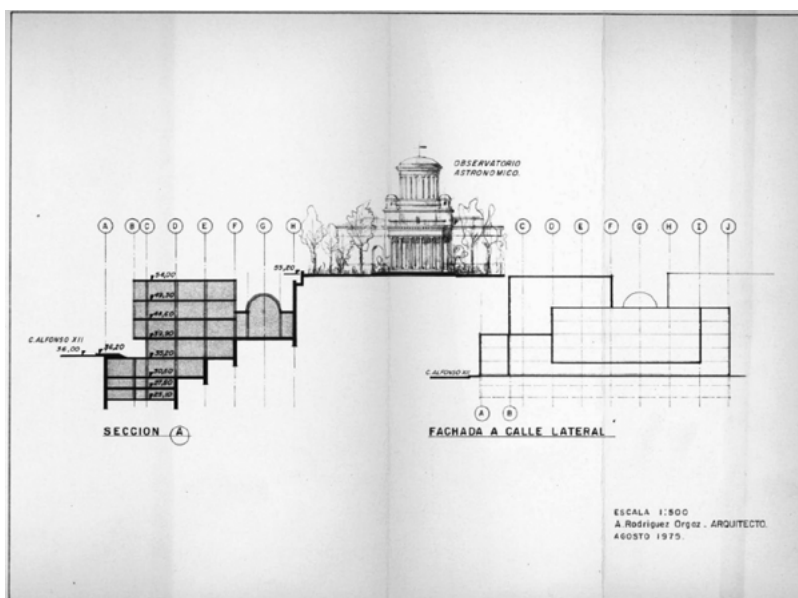 OBSERVATORIO
ASTRONOMICO.
A B C D E F G H
C D E F G H I J
55,20
54,00
49,30
44,60
39,90
C. ALFONSO XII
36,00
36,20
35,20
30,50
27,80
25,10
C. ALFONSO XII.
A B
SECCION A
FACHADA A CALLE LATERAL
ESCALA 1:500
A. Rodriguez Orgaz. ARQUITECTO.
AGOSTO 1975.